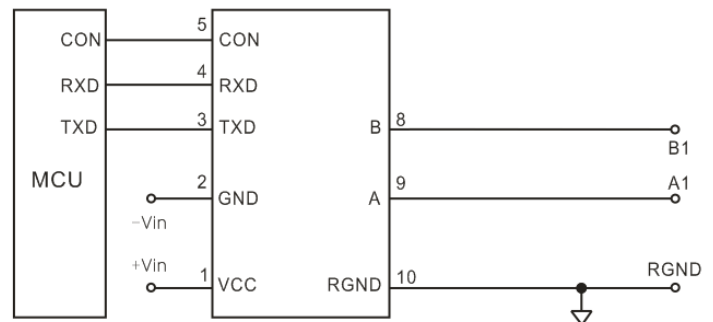 CON 5 CON
RXD 4 RXD
TXD 3 TXD B 8
B1
MCU 2 GND A 9 A1
-Vin
+Vin 1 VCC RGND 10 RGND